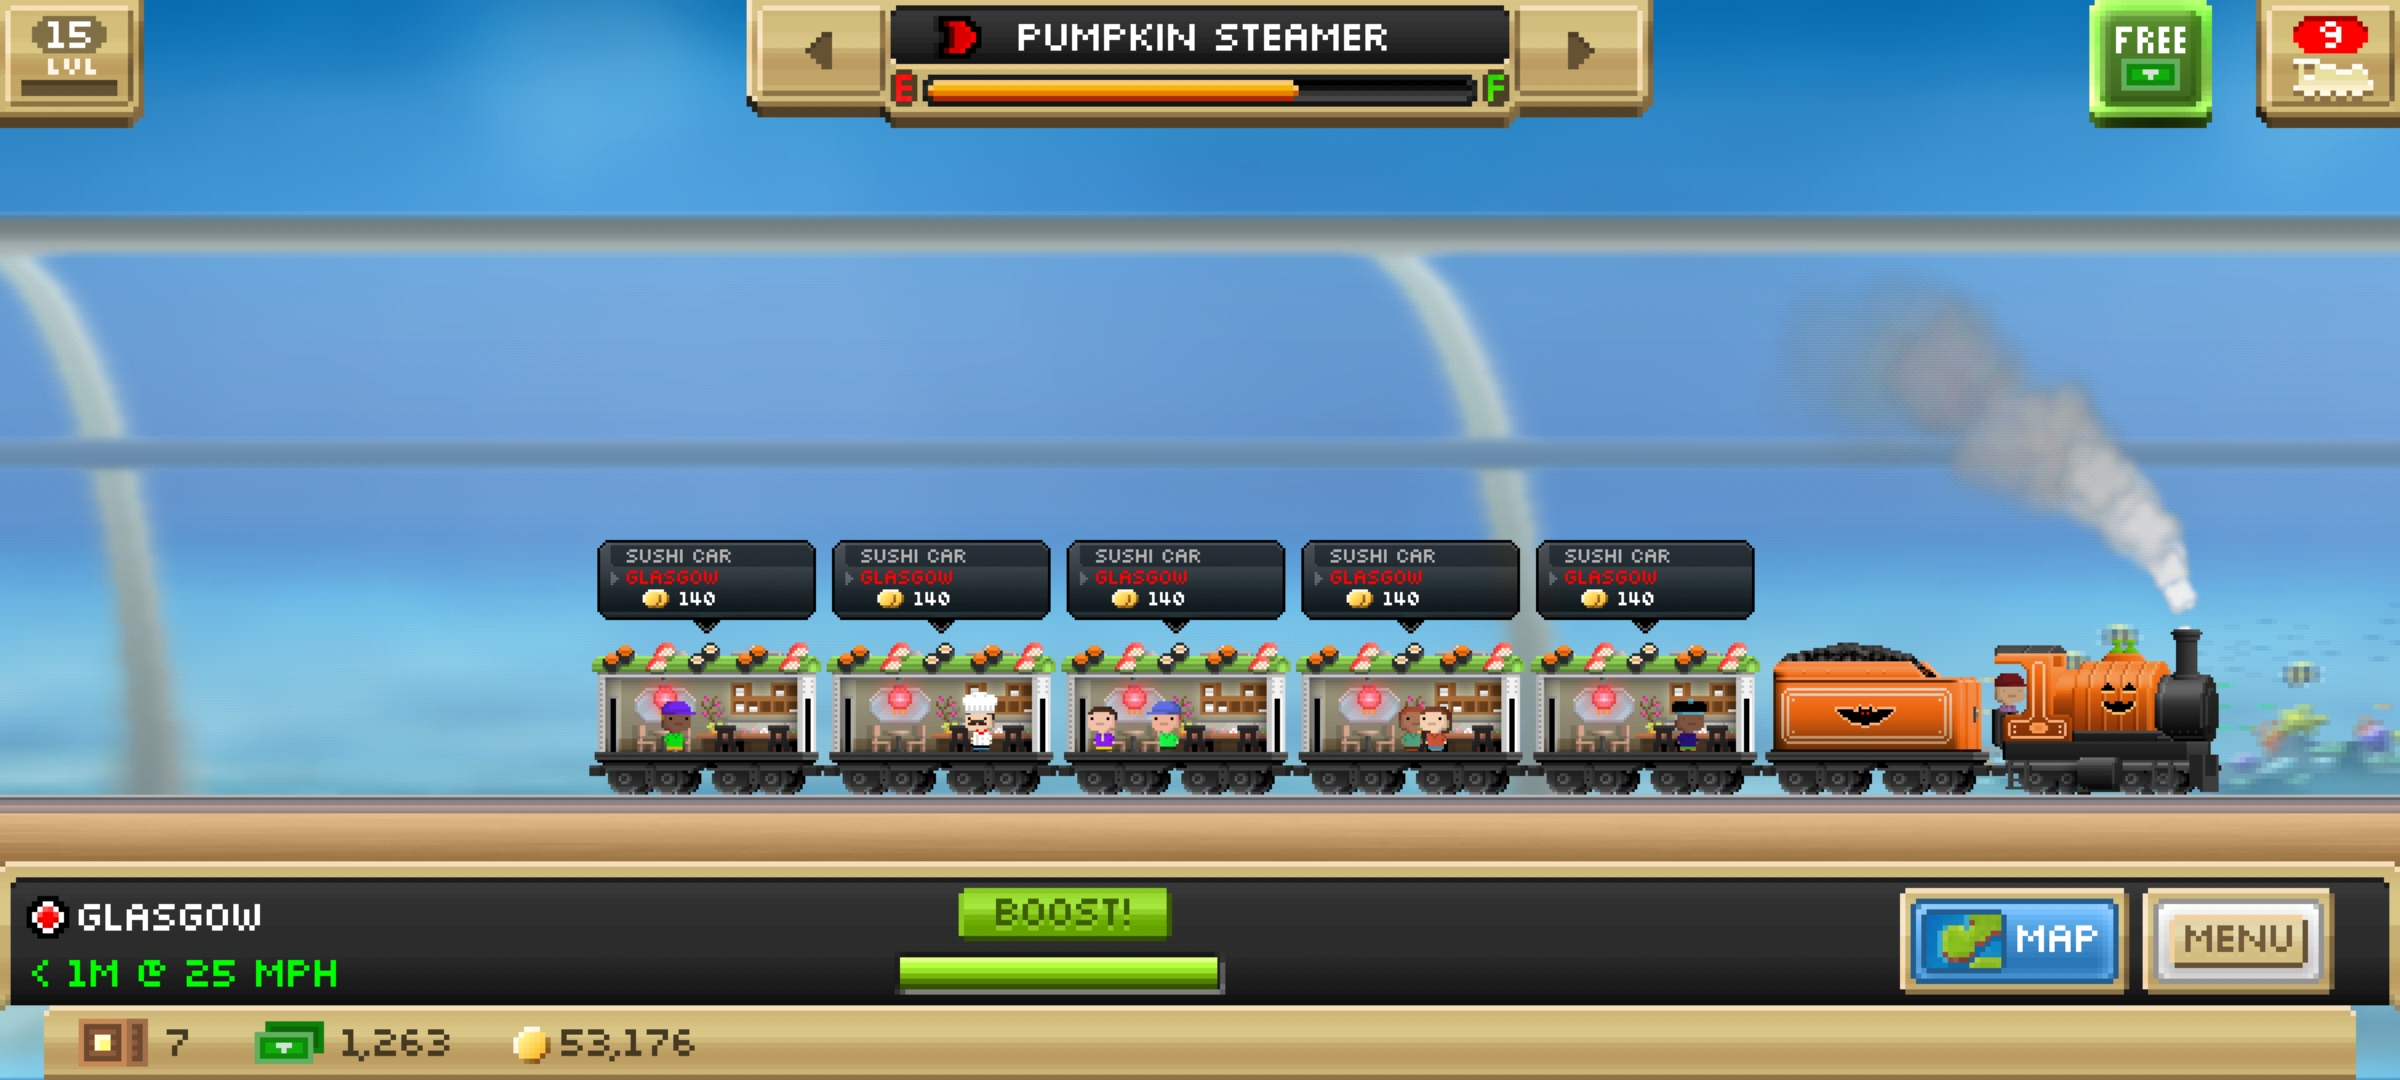 15
LVL
PUMPKIN STEAMER
E F
FREE
9
SUSHI CAR
GLASGOW
140
SUSHI CAR
GLASGOW
140
SUSHI CAR
GLASGOW
140
SUSHI CAR
GLASGOW
140
SUSHI CAR
GLASGOW
140
GLASGOW
< 1M @ 25 MPH
BOOST!
MAP
MENU
7 1,263 53,176